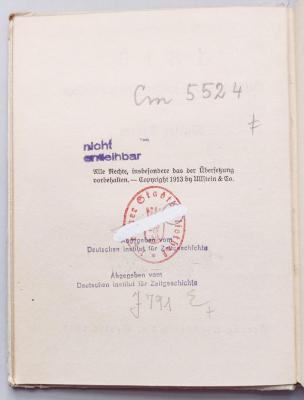 Cm 5524
nicht
entleihbar
Alle Rechte, insbesondere das der Übersetzung
vorbehalten. — Copyright 1913 by Ullstein & Co.
Abgegeben vom
Deutschen Institut für Zeitgeschichte
Abgegeben vom
Deutschen Institut für Zeitgeschichte
J 791 E